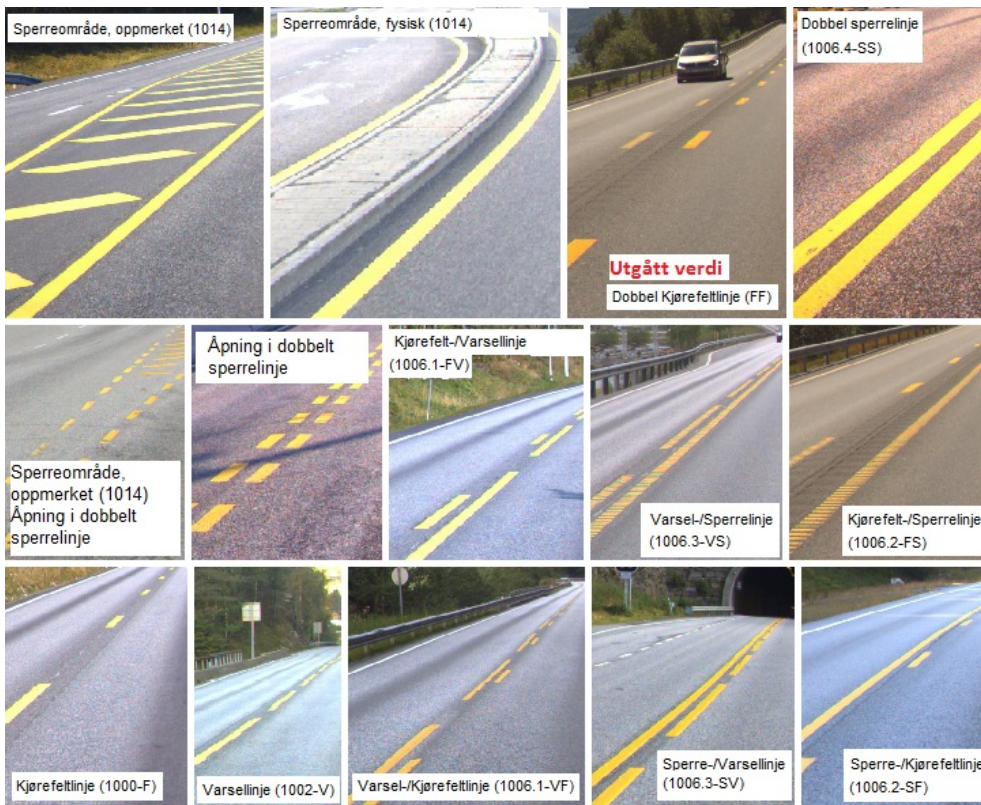 Sperreområde, oppmerket (1014)
Sperreområde, fysisk (1014)
Utgått verdi
Dobbel Kjørefeltlinje (FF)
Dobbel sperrelinje
(1006.4-SS)
Sperreområde,
oppmerket (1014)
Åpning i dobbelt
sperrelinje
Åpning i dobbelt
sperrelinje
Kjørefelt-/Varsellinje
(1006.1-FV)
Varsel-/Sperrelinje
(1006.3-VS)
Kjørefelt-/Sperrelinje
(1006.2-FS)
Kjørefeltlinje (1000-F)
Varsellinje (1002-V)
Varsel-/Kjørefeltlinje (1006.1-VF)
Sperre-/Varsellinje
(1006.3-SV)
Sperre-/Kjørefeltlinje
(1006.2-SF)